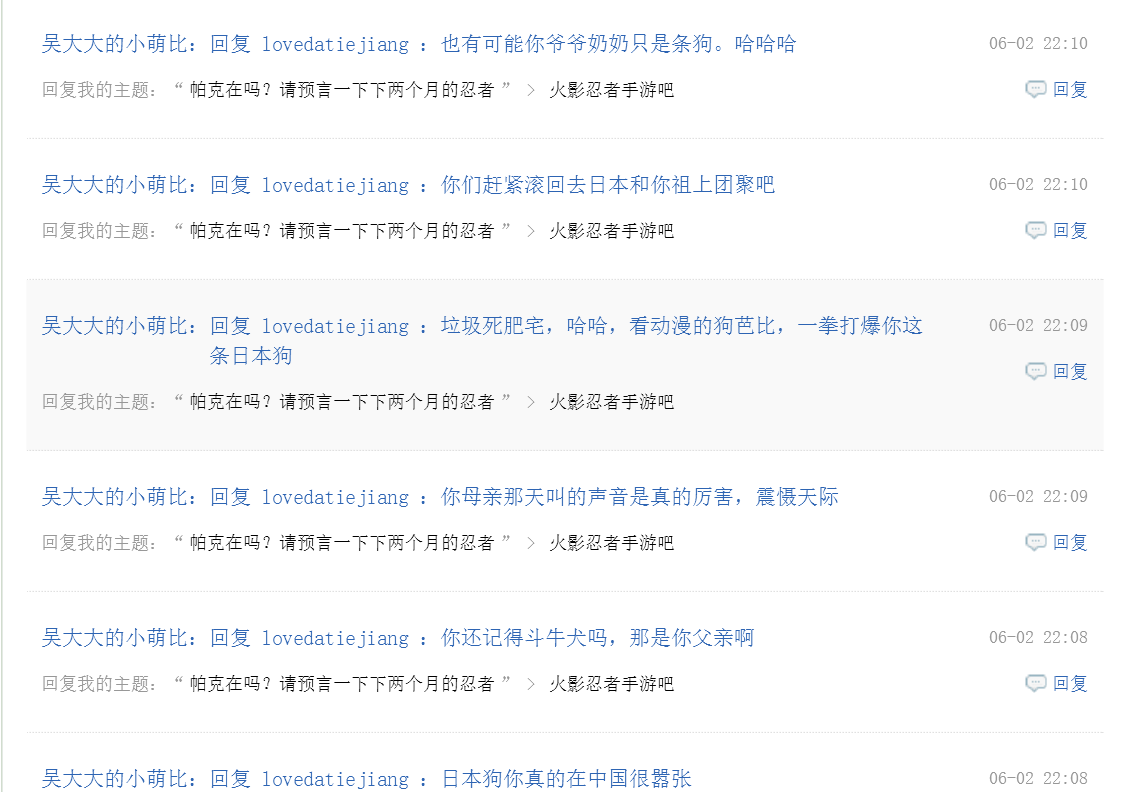 吴大大的小萌比：回复 lovedatiejiang ：也有可能你爷爷奶奶只是条狗。哈哈哈 06-02 22:10
回复我的主题：“ 帕克在吗？请预言一下下两个月的忍者 ” > 火影忍者手游吧 回复
吴大大的小萌比：回复 lovedatiejiang ：你们赶紧滚回去日本和你祖上团聚吧 06-02 22:10
回复我的主题：“ 帕克在吗？请预言一下下两个月的忍者 ” > 火影忍者手游吧 回复
吴大大的小萌比：回复 lovedatiejiang ：垃圾死肥宅，哈哈，看动漫的狗芭比，一拳打爆你这 06-02 22:09
条日本狗
回复
回复我的主题：“ 帕克在吗？请预言一下下两个月的忍者 ” > 火影忍者手游吧
吴大大的小萌比：回复 lovedatiejiang ：你母亲那天叫的声音是真的厉害，震慑天际 06-02 22:09
回复我的主题：“ 帕克在吗？请预言一下下两个月的忍者 ” > 火影忍者手游吧 回复
吴大大的小萌比：回复 lovedatiejiang ：你还记得斗牛犬吗，那是你父亲啊 06-02 22:08
回复我的主题：“ 帕克在吗？请预言一下下两个月的忍者 ” > 火影忍者手游吧 回复
吴大大的小萌比：回复 lovedatiejiang ：日本狗你真的在中国很嚣张 06-02 22:08